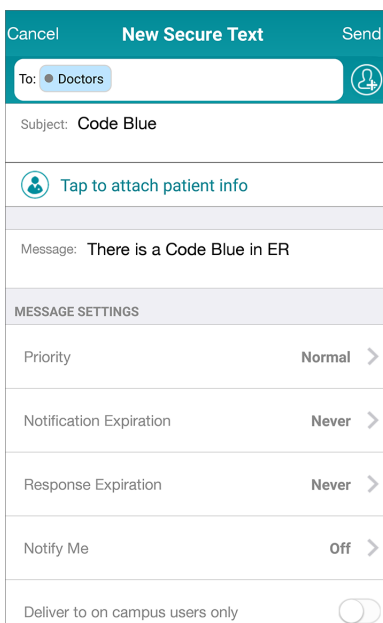 Cancel New Secure Text Send
To: Doctors
Subject: Code Blue
Tap to attach patient info
Message: There is a Code Blue in ER
MESSAGE SETTINGS
Priority Normal
Notification Expiration Never
Response Expiration Never
Notify Me Off
Deliver to on campus users only